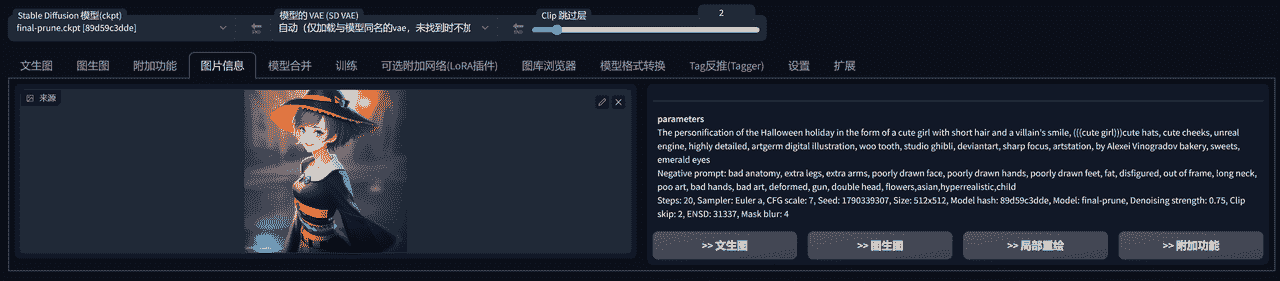 Stable Diffusion 模型(ckpt)
final-prune.ckpt [89d59c3dde]
模型的 VAE (SD VAE)
自动（仅加载与模型同名的vae，未找到时不加
Clip 跳过层
2
文生图 图生图 附加功能 图片信息 模型合并 训练 可选附加网络(LoRA插件) 图库浏览器 模型格式转换 Tag反推(Tagger) 设置 扩展
来源
parameters
The personification of the Halloween holiday in the form of a cute girl with short hair and a villain's smile, (((cute girl)))cute hats, cute cheeks, unreal
engine, highly detailed, artgerm digital illustration, woo tooth, studio ghibli, deviantart, sharp focus, artstation, by Alexei Vinogradov bakery, sweets,
emerald eyes
Negative prompt: bad anatomy, extra legs, extra arms, poorly drawn face, poorly drawn hands, poorly drawn feet, fat, disfigured, out of frame, long neck,
poo art, bad hands, bad art, deformed, gun, double head, flowers,asian,hyperrealistic,child
Steps: 20, Sampler: Euler a, CFG scale: 7, Seed: 1790339307, Size: 512x512, Model hash: 89d59c3dde, Model: final-prune, Denoising strength: 0.75, Clip
skip: 2, ENSD: 31337, Mask blur: 4
>> 文生图 >> 图生图 >> 局部重绘 >> 附加功能